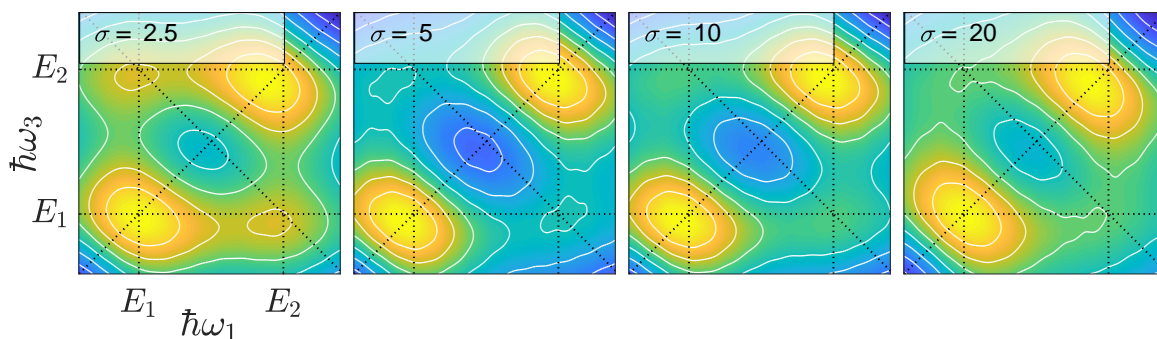 σ = 2.5
σ = 5
σ = 10
σ = 20
E₂
ħω₃
E₁
E₁ E₂
ħω₁